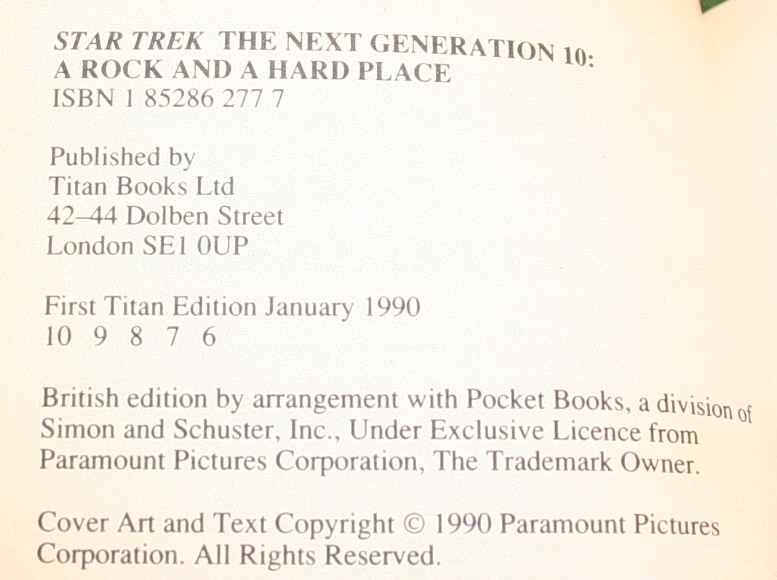 STAR TREK THE NEXT GENERATION 10:
A ROCK AND A HARD PLACE
ISBN 1 85286 277 7
Published by
Titan Books Ltd
42–44 Dolben Street
London SE1 0UP
First Titan Edition January 1990
10 9 8 7 6
British edition by arrangement with Pocket Books, a division of
Simon and Schuster, Inc., Under Exclusive Licence from
Paramount Pictures Corporation, The Trademark Owner.
Cover Art and Text Copyright © 1990 Paramount Pictures
Corporation. All Rights Reserved.